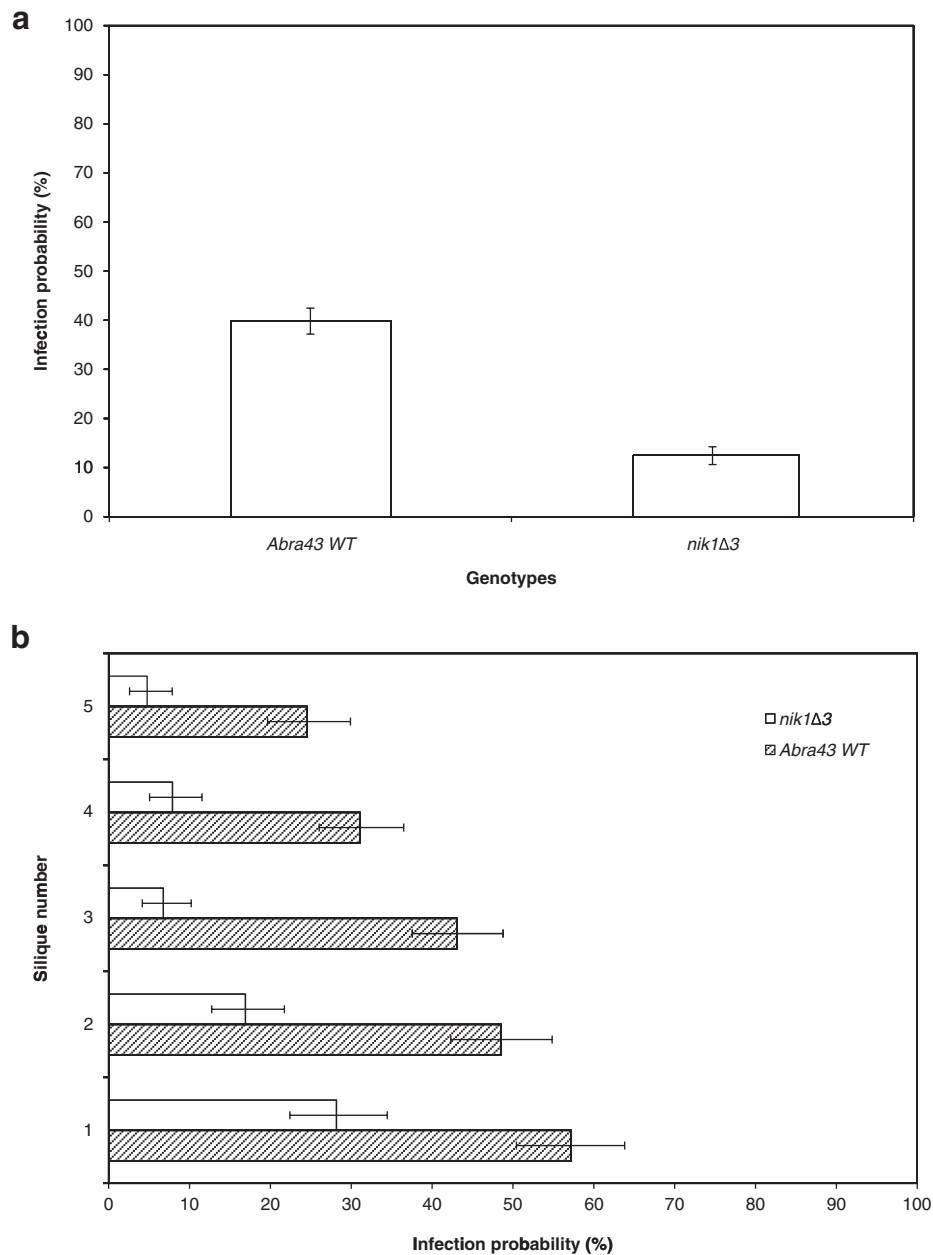 a
100
90
80
70
60
50
40
30
20
10
0
Infection probability (%)
Abra43 WT
nik1Δ3
Genotypes
b
5
4
3
2
1
Silique number
nik1Δ3
Abra43 WT
0 10 20 30 40 50 60 70 80 90 100
Infection probability (%)